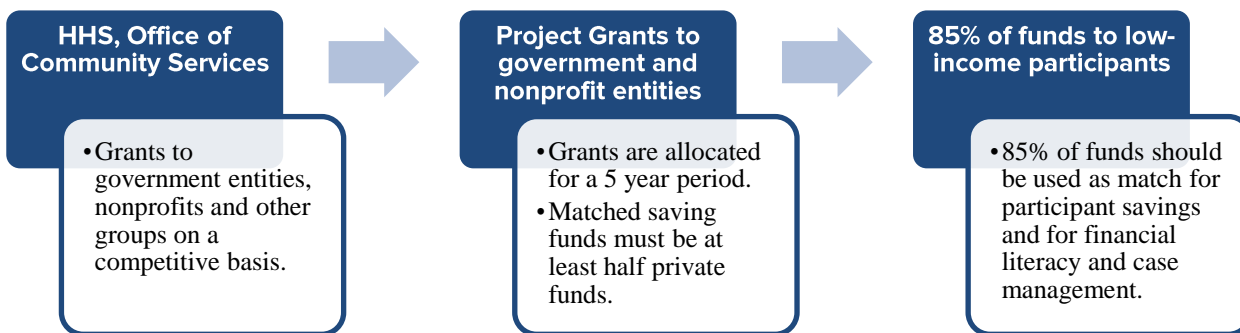 HHS, Office of
Community Services
•Grants to
government entities,
nonprofits and other
groups on a
competitive basis.
Project Grants to
government and
nonprofit entities
•Grants are allocated
for a 5 year period.
•Matched saving
funds must be at
least half private
funds.
85% of funds to low-
income participants
•85% of funds should
be used as match for
participant savings
and for financial
literacy and case
management.